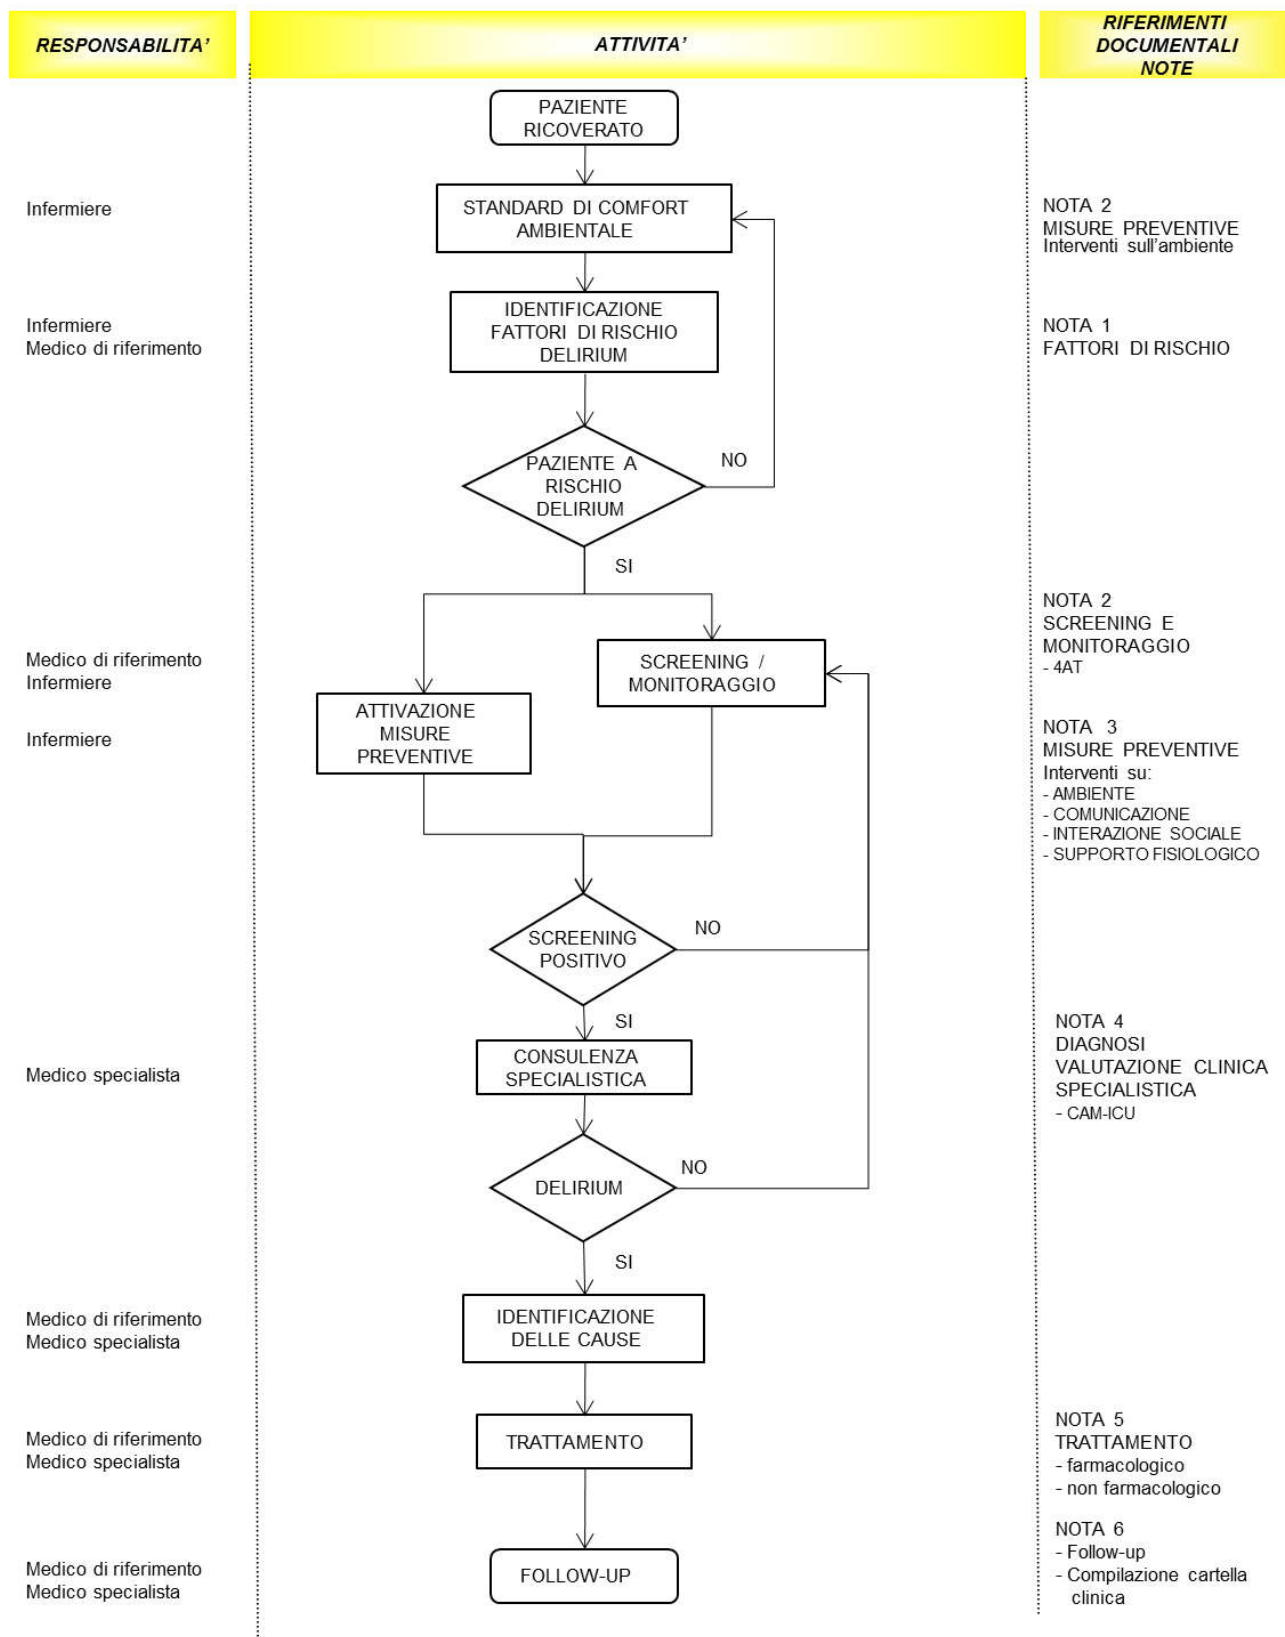 RESPONSABILITA'
ATTIVITA'
RIFERIMENTI
DOCUMENTALI
NOTE
PAZIENTE
RICOVERATO
Infermiere
STANDARD DI COMFORT
AMBIENTALE
NOTA 2
MISURE PREVENTIVE
Interventi sull'ambiente
Infermiere
Medico di riferimento
IDENTIFICAZIONE
FATTORI DI RISCHIO
DELIRIUM
NOTA 1
FATTORI DI RISCHIO
PAZIENTE A
RISCHIO
DELIRIUM
NO
SI
Medico di riferimento
Infermiere
SCREENING /
MONITORAGGIO
NOTA 2
SCREENING E
MONITORAGGIO
- 4AT
Infermiere
ATTIVAZIONE
MISURE
PREVENTIVE
NOTA 3
MISURE PREVENTIVE
Interventi su:
- AMBIENTE
- COMUNICAZIONE
- INTERAZIONE SOCIALE
- SUPPORTO FISIOLOGICO
SCREENING
POSITIVO
NO
SI
Medico specialista
CONSULENZA
SPECIALISTICA
NOTA 4
DIAGNOSI
VALUTAZIONE CLINICA
SPECIALISTICA
- CAM-ICU
DELIRIUM
NO
SI
Medico di riferimento
Medico specialista
IDENTIFICAZIONE
DELLE CAUSE
Medico di riferimento
Medico specialista
TRATTAMENTO
NOTA 5
TRATTAMENTO
- farmacologico
- non farmacologico
Medico di riferimento
Medico specialista
FOLLOW-UP
NOTA 6
- Follow-up
- Compilazione cartella
clinica